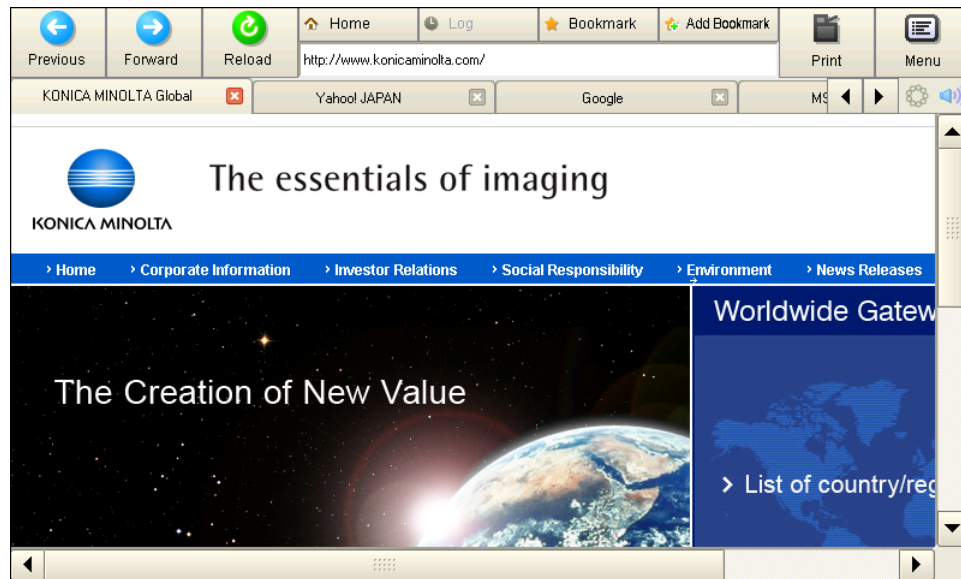 Home Log Bookmark Add Bookmark
Previous Forward Reload http://www.konicaminolta.com/ Print Menu
KONICA MINOLTA Global Yahoo! JAPAN Google MS
The essentials of imaging
KONICA MINOLTA
› Home › Corporate Information › Investor Relations › Social Responsibility › Environment › News Releases
Worldwide Gatew
The Creation of New Value
› List of country/reg